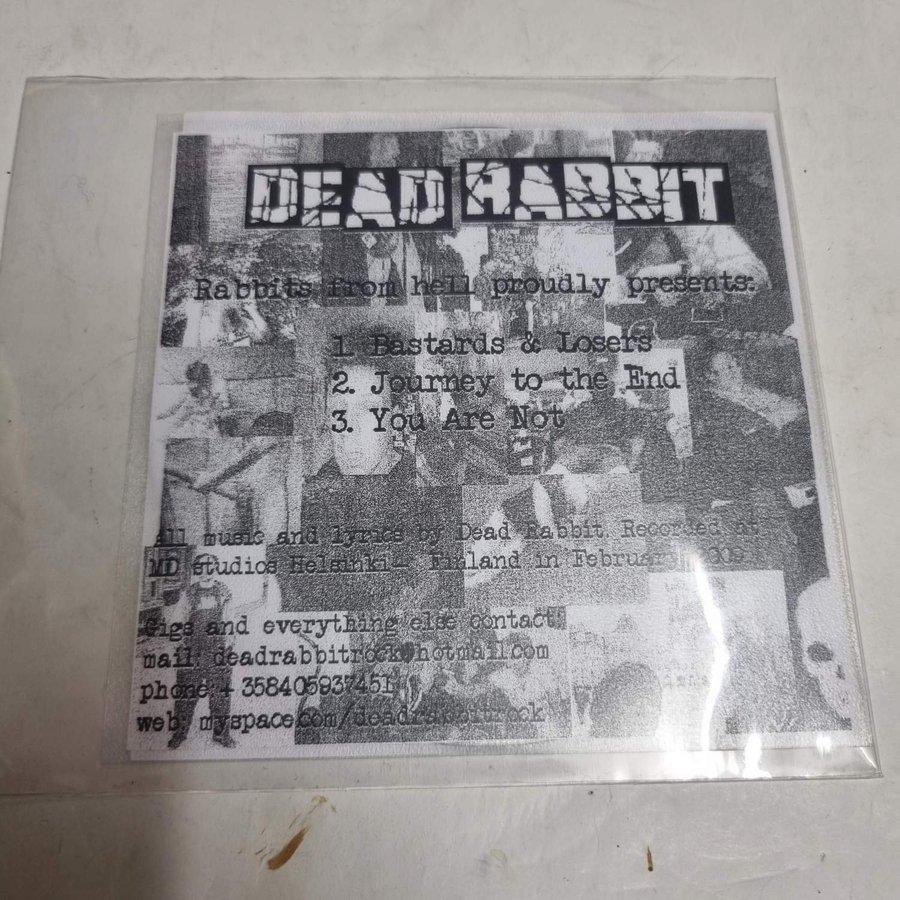 DEAD RABBIT
Rabbits from hell proudly presents:
1. Bastards & Losers
2. Journey to the End
3. You Are Not
All music and lyrics by Dead Rabbit. Recorded at
MD studios Helsinki - Finland in February
Gigs and everything else contact:
mail: deadrabbitrock@hotmail.com
phone: + 358405937451
web: myspace.com/deadrabbitrock